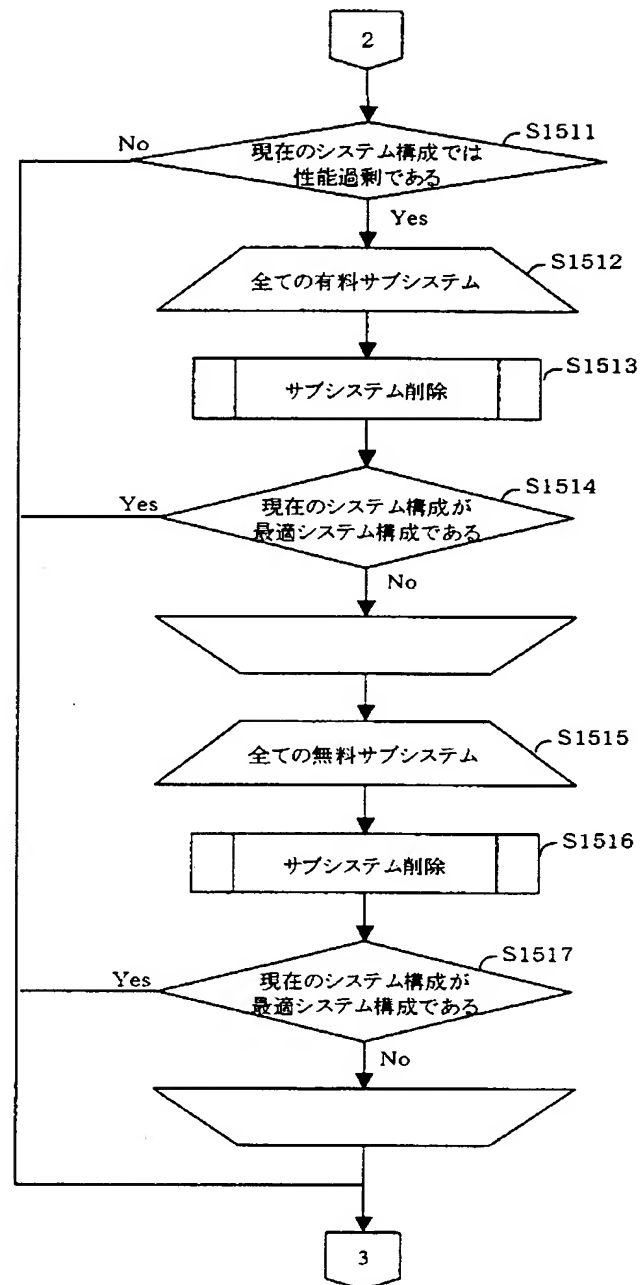 2
S1511
No
現在のシステム構成では
性能過剰である
Yes
S1512
全ての有料サブシステム
S1513
サブシステム削除
S1514
Yes
現在のシステム構成が
最適システム構成である
No
S1515
全ての無料サブシステム
S1516
サブシステム削除
S1517
Yes
現在のシステム構成が
最適システム構成である
No
3